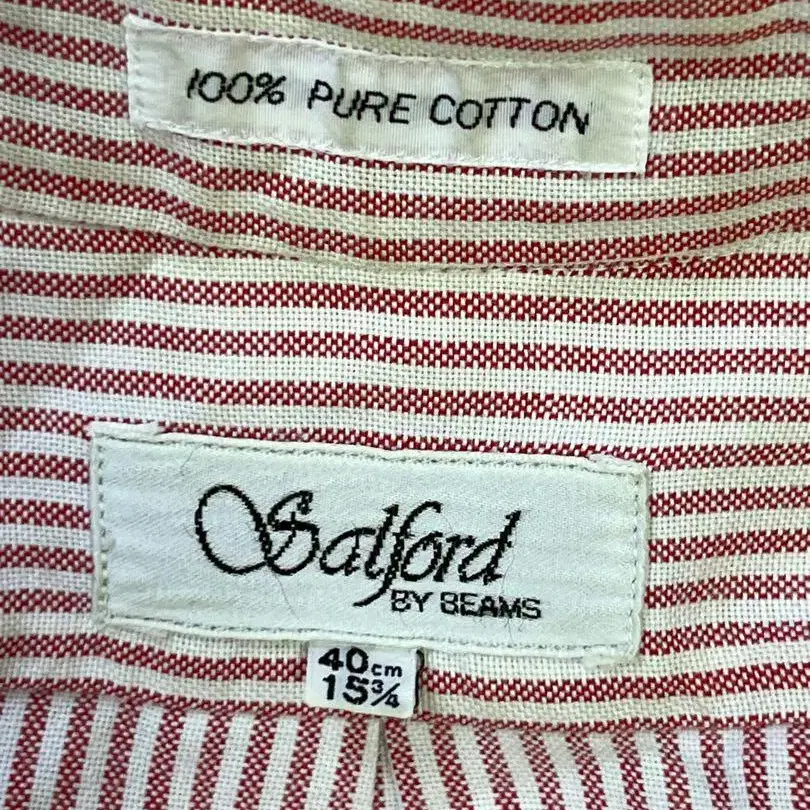 100% PURE COTTON
Salford
BY BEAMS
40cm
15¾